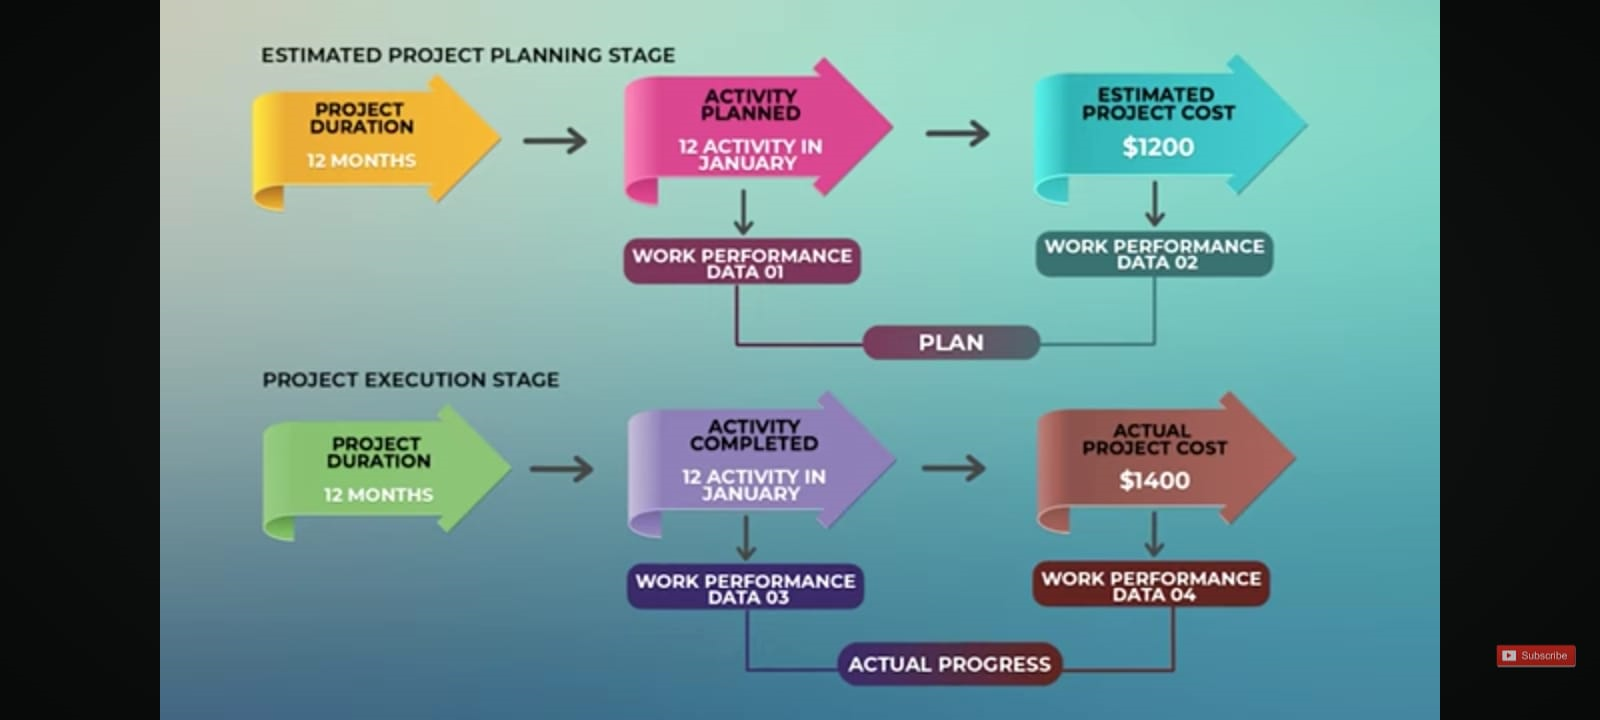 ESTIMATED PROJECT PLANNING STAGE
PROJECT
DURATION
12 MONTHS
ACTIVITY
PLANNED
12 ACTIVITY IN
JANUARY
ESTIMATED
PROJECT COST
$1200
WORK PERFORMANCE
DATA 01
WORK PERFORMANCE
DATA 02
PLAN
PROJECT EXECUTION STAGE
PROJECT
DURATION
12 MONTHS
ACTIVITY
COMPLETED
12 ACTIVITY IN
JANUARY
ACTUAL
PROJECT COST
$1400
WORK PERFORMANCE
DATA 03
WORK PERFORMANCE
DATA 04
ACTUAL PROGRESS
Subscribe